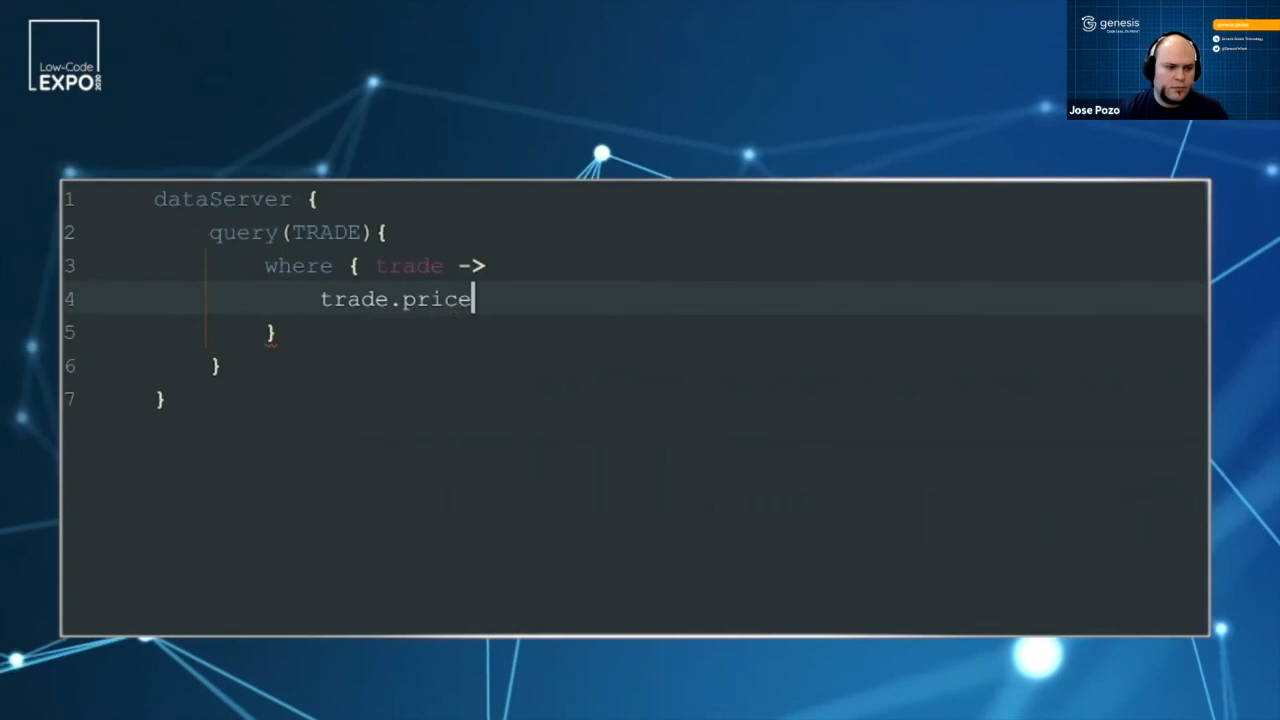 Low-Code
EXPO 2020
genesis
Jose Pozo
1 dataServer {
2 query(TRADE){
3 where { trade ->
4 trade.price
5 }
6 }
7 }